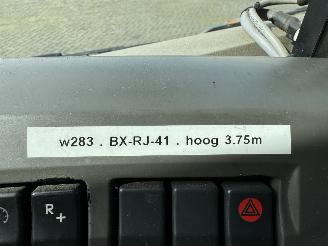 w283 . BX-RJ-41 . hoog 3.75m
R
+